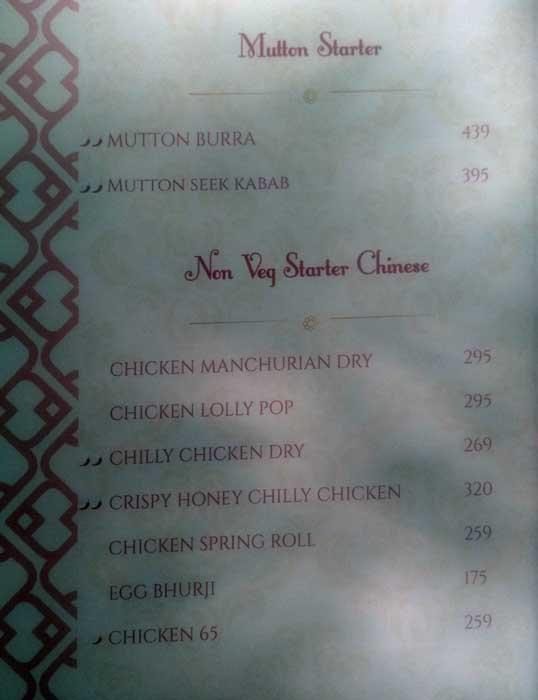 Mutton Starter
MUTTON BURRA 439
MUTTON SEEK KABAB 395
Non Veg Starter Chinese
CHICKEN MANCHURIAN DRY 295
CHICKEN LOLLY POP 295
CHILLY CHICKEN DRY 269
CRISPY HONEY CHILLY CHICKEN 320
CHICKEN SPRING ROLL 259
EGG BHURJI 175
CHICKEN 65 259